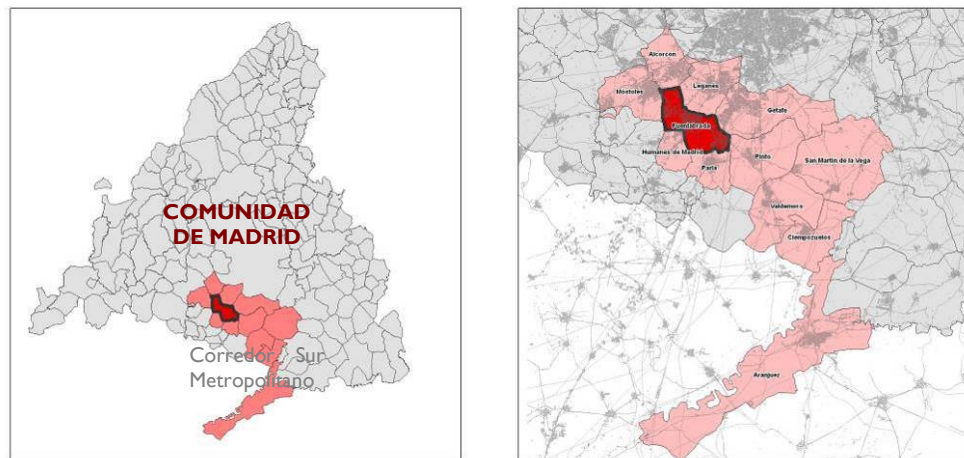 COMUNIDAD
DE MADRID
Corredor Sur
Metropolitano
Alcorcón
Leganes
Mostoles
Getafe
Fuenlabrada
Humanes de Madrid
Parla
Pinto
San Martin de la Vega
Valdemoro
Ciempozuelos
Aranjuez